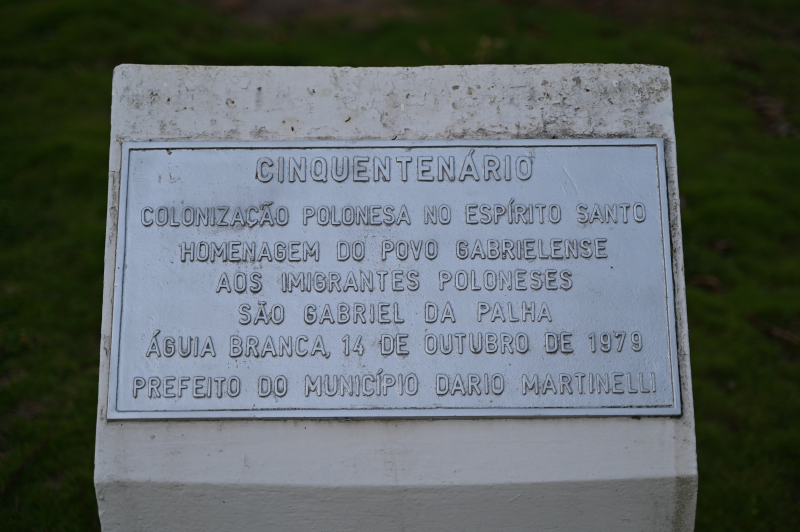 CINQUENTENÁRIO
COLONIZAÇÃO POLONESA NO ESPÍRITO SANTO
HOMENAGEM DO POVO GABRIELENSE
AOS IMIGRANTES POLONESES
SÃO GABRIEL DA PALHA
ÁGUIA BRANCA, 14 DE OUTUBRO DE 1979
PREFEITO DO MUNICÍPIO DARIO MARTINELLI